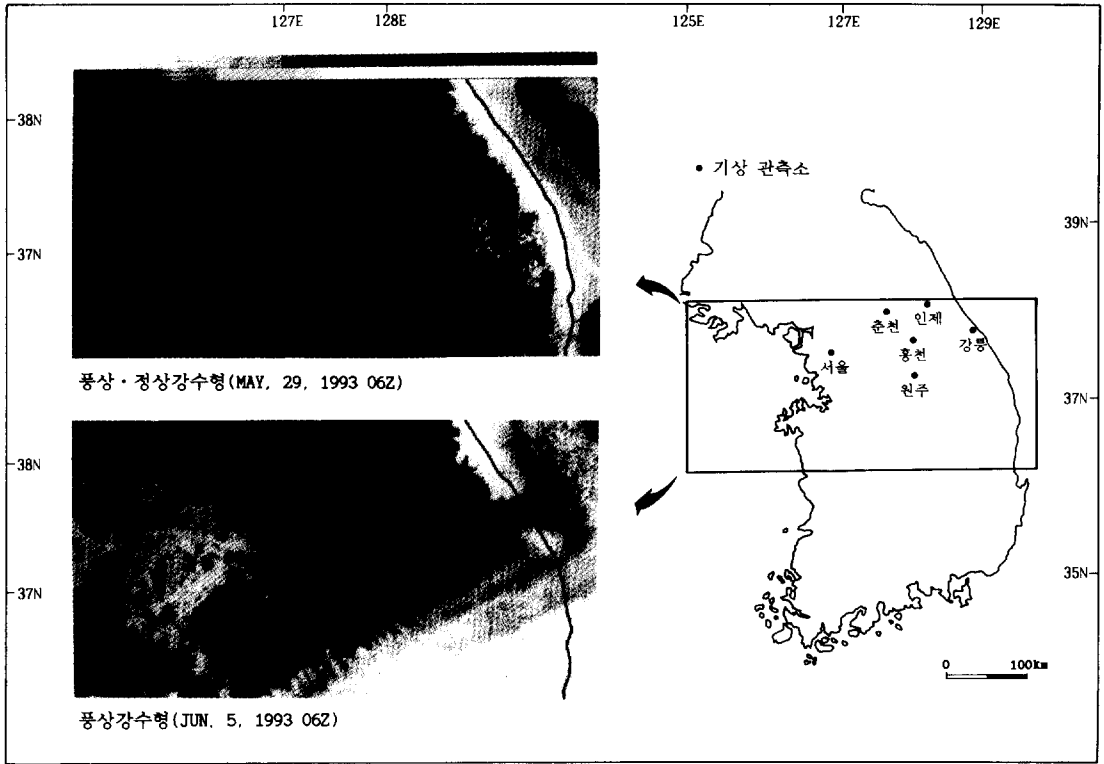 127E 128E 125E 127E 129E
38N
37N
풍상·정상강수형(MAY, 29, 1993 06Z)
38N
37N
풍상강수형(JUN, 5, 1993 06Z)
기상 관측소
39N
인제
춘천
강릉
홍천
서울
원주
37N
35N
0 100km